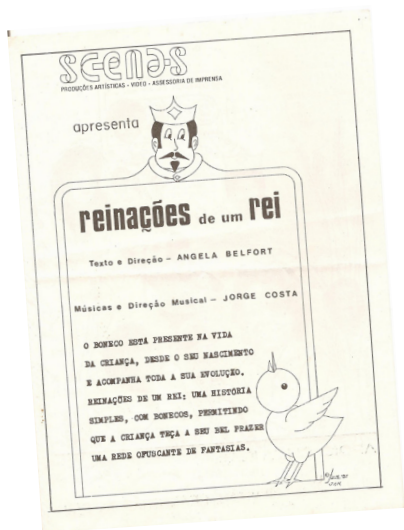 SCENAS
PRODUÇÕES ARTÍSTICAS - VIDEO - ASSESSORIA DE IMPRENSA
apresenta
reinações de um rei
Texto e Direção - ANGELA BELFORT
Músicas e Direção Musical - JORGE COSTA
O BONECO ESTÁ PRESENTE NA VIDA
DA CRIANÇA, DESDE O SEU NASCIMENTO
E ACOMPANHA TODA A SUA EVOLUÇÃO.
REINAÇÕES DE UM REI: UMA HISTÓRIA
SIMPLES, COM BONECOS, PERMITINDO
QUE A CRIANÇA TEÇA A SEU BEL PRAZER
UMA REDE OFUSCANTE DE FANTASIAS.